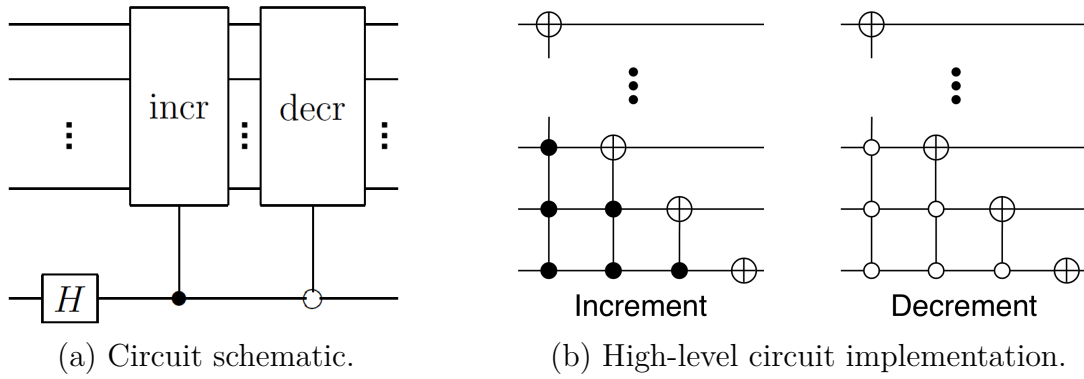 incr decr
H
Increment Decrement
(a) Circuit schematic. (b) High-level circuit implementation.